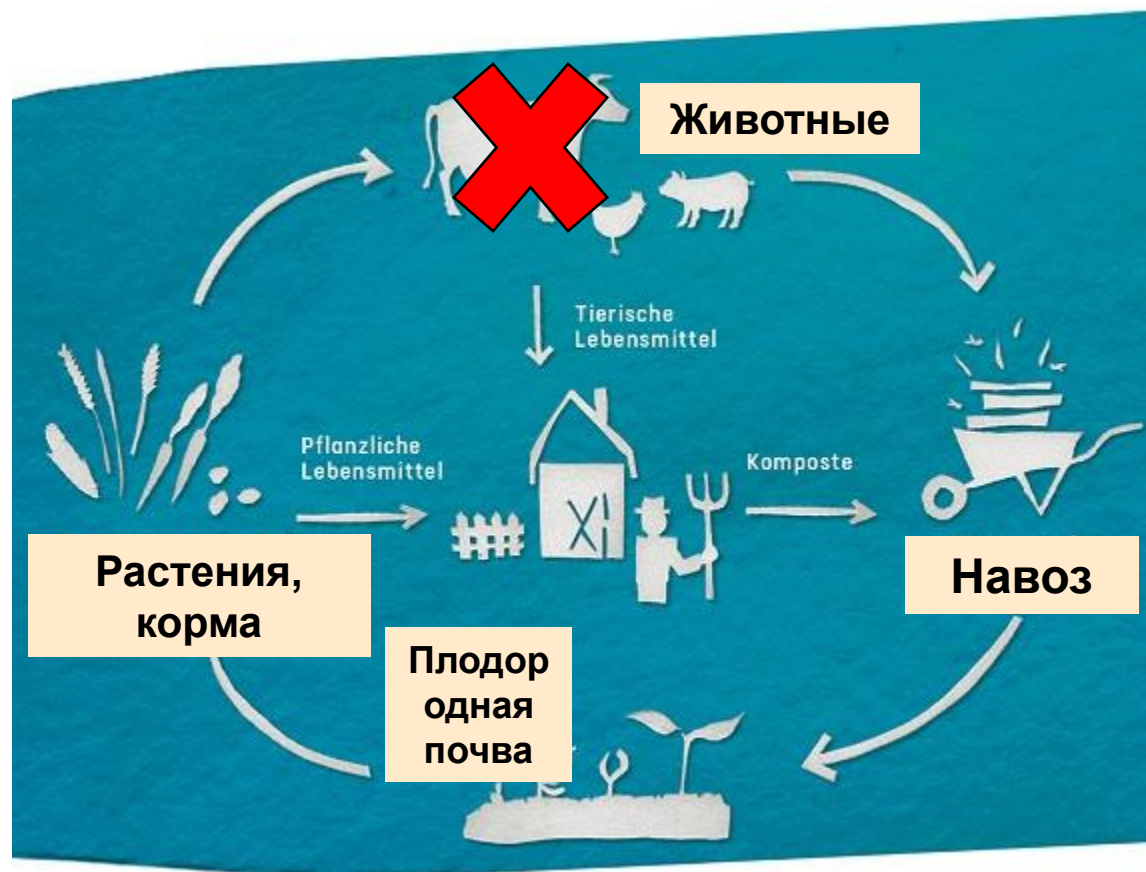 Животные
Tierische
Lebensmittel
Pflanzliche
Lebensmittel
Komposte
Растения,
корма
Навоз
Плодор
одная
почва